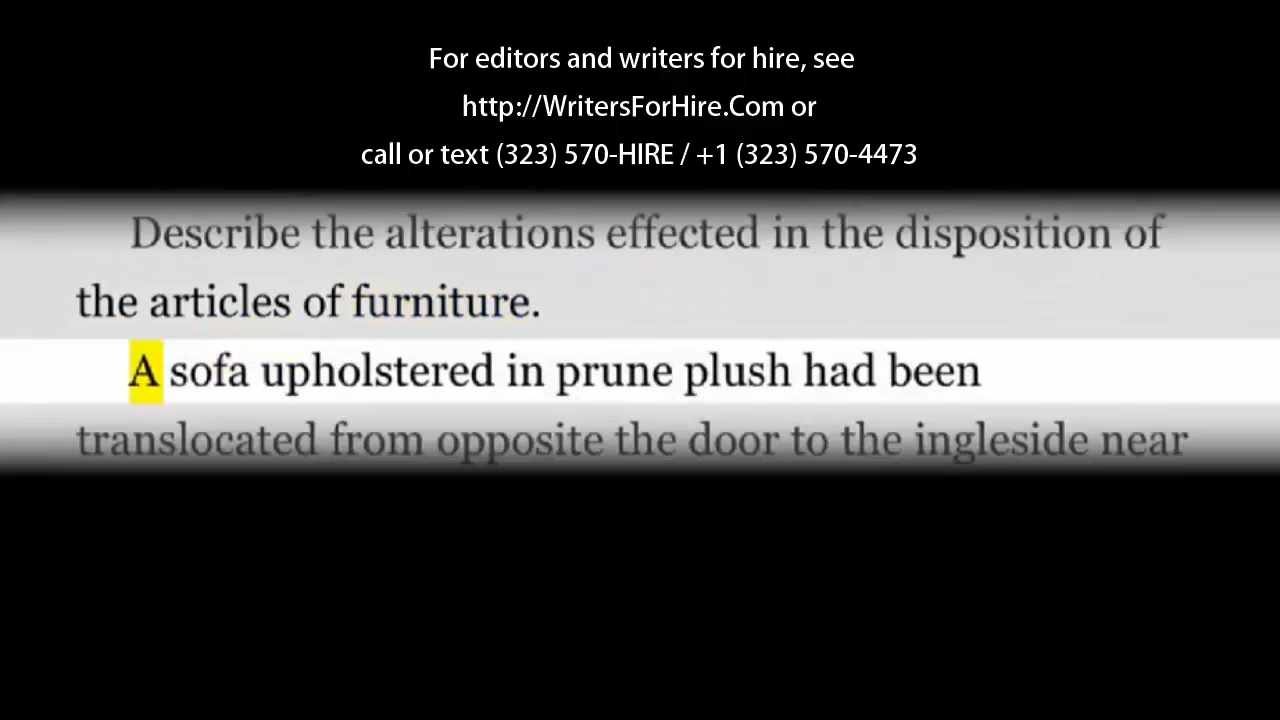 For editors and writers for hire, see
http://WritersForHire.Com or
call or text (323) 570-HIRE / +1 (323) 570-4473
Describe the alterations effected in the disposition of
the articles of furniture.
A sofa upholstered in prune plush had been
translocated from opposite the door to the ingleside near